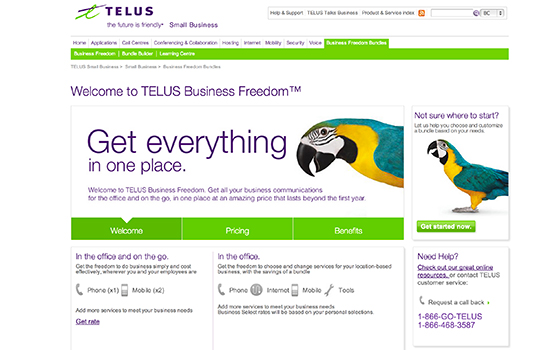 TELUS
the future is friendly® Small Business
Help & Support TELUS Talks Business Product & Service Index
BC
Home Applications Call Centres Conferencing & Collaboration Hosting Internet Mobility Security Voice Business Freedom Bundles
Business Freedom | Bundle Builder | Learning Centre
TELUS Small Business > Small Business > Business Freedom Bundles
Welcome to TELUS Business Freedom™
Get everything
in one place.
Welcome to TELUS Business Freedom. Get all your business communications
for the office and on the go, in one place at an amazing price that lasts beyond the first year.
Welcome
Pricing
Benefits
Not sure where to start?
Let us help you choose and customize
a bundle based on your needs.
Get started now.
In the office and on the go.
Get the freedom to do business simply and cost
effectively, wherever you and your employees are
Phone (x1) Mobile (x2)
Add more services to meet your business needs
Get rate
In the office.
Get the freedom to choose and change services for your location-based
business, with the savings of a bundle
Phone Internet Mobile Tools
Add more services to meet your business needs
Business Select rates will be based on your personal selections.
Need Help?
Check out our great online
resources, or contact TELUS
customer service:
Request a call back
1-866-GO-TELUS
1-866-468-3587